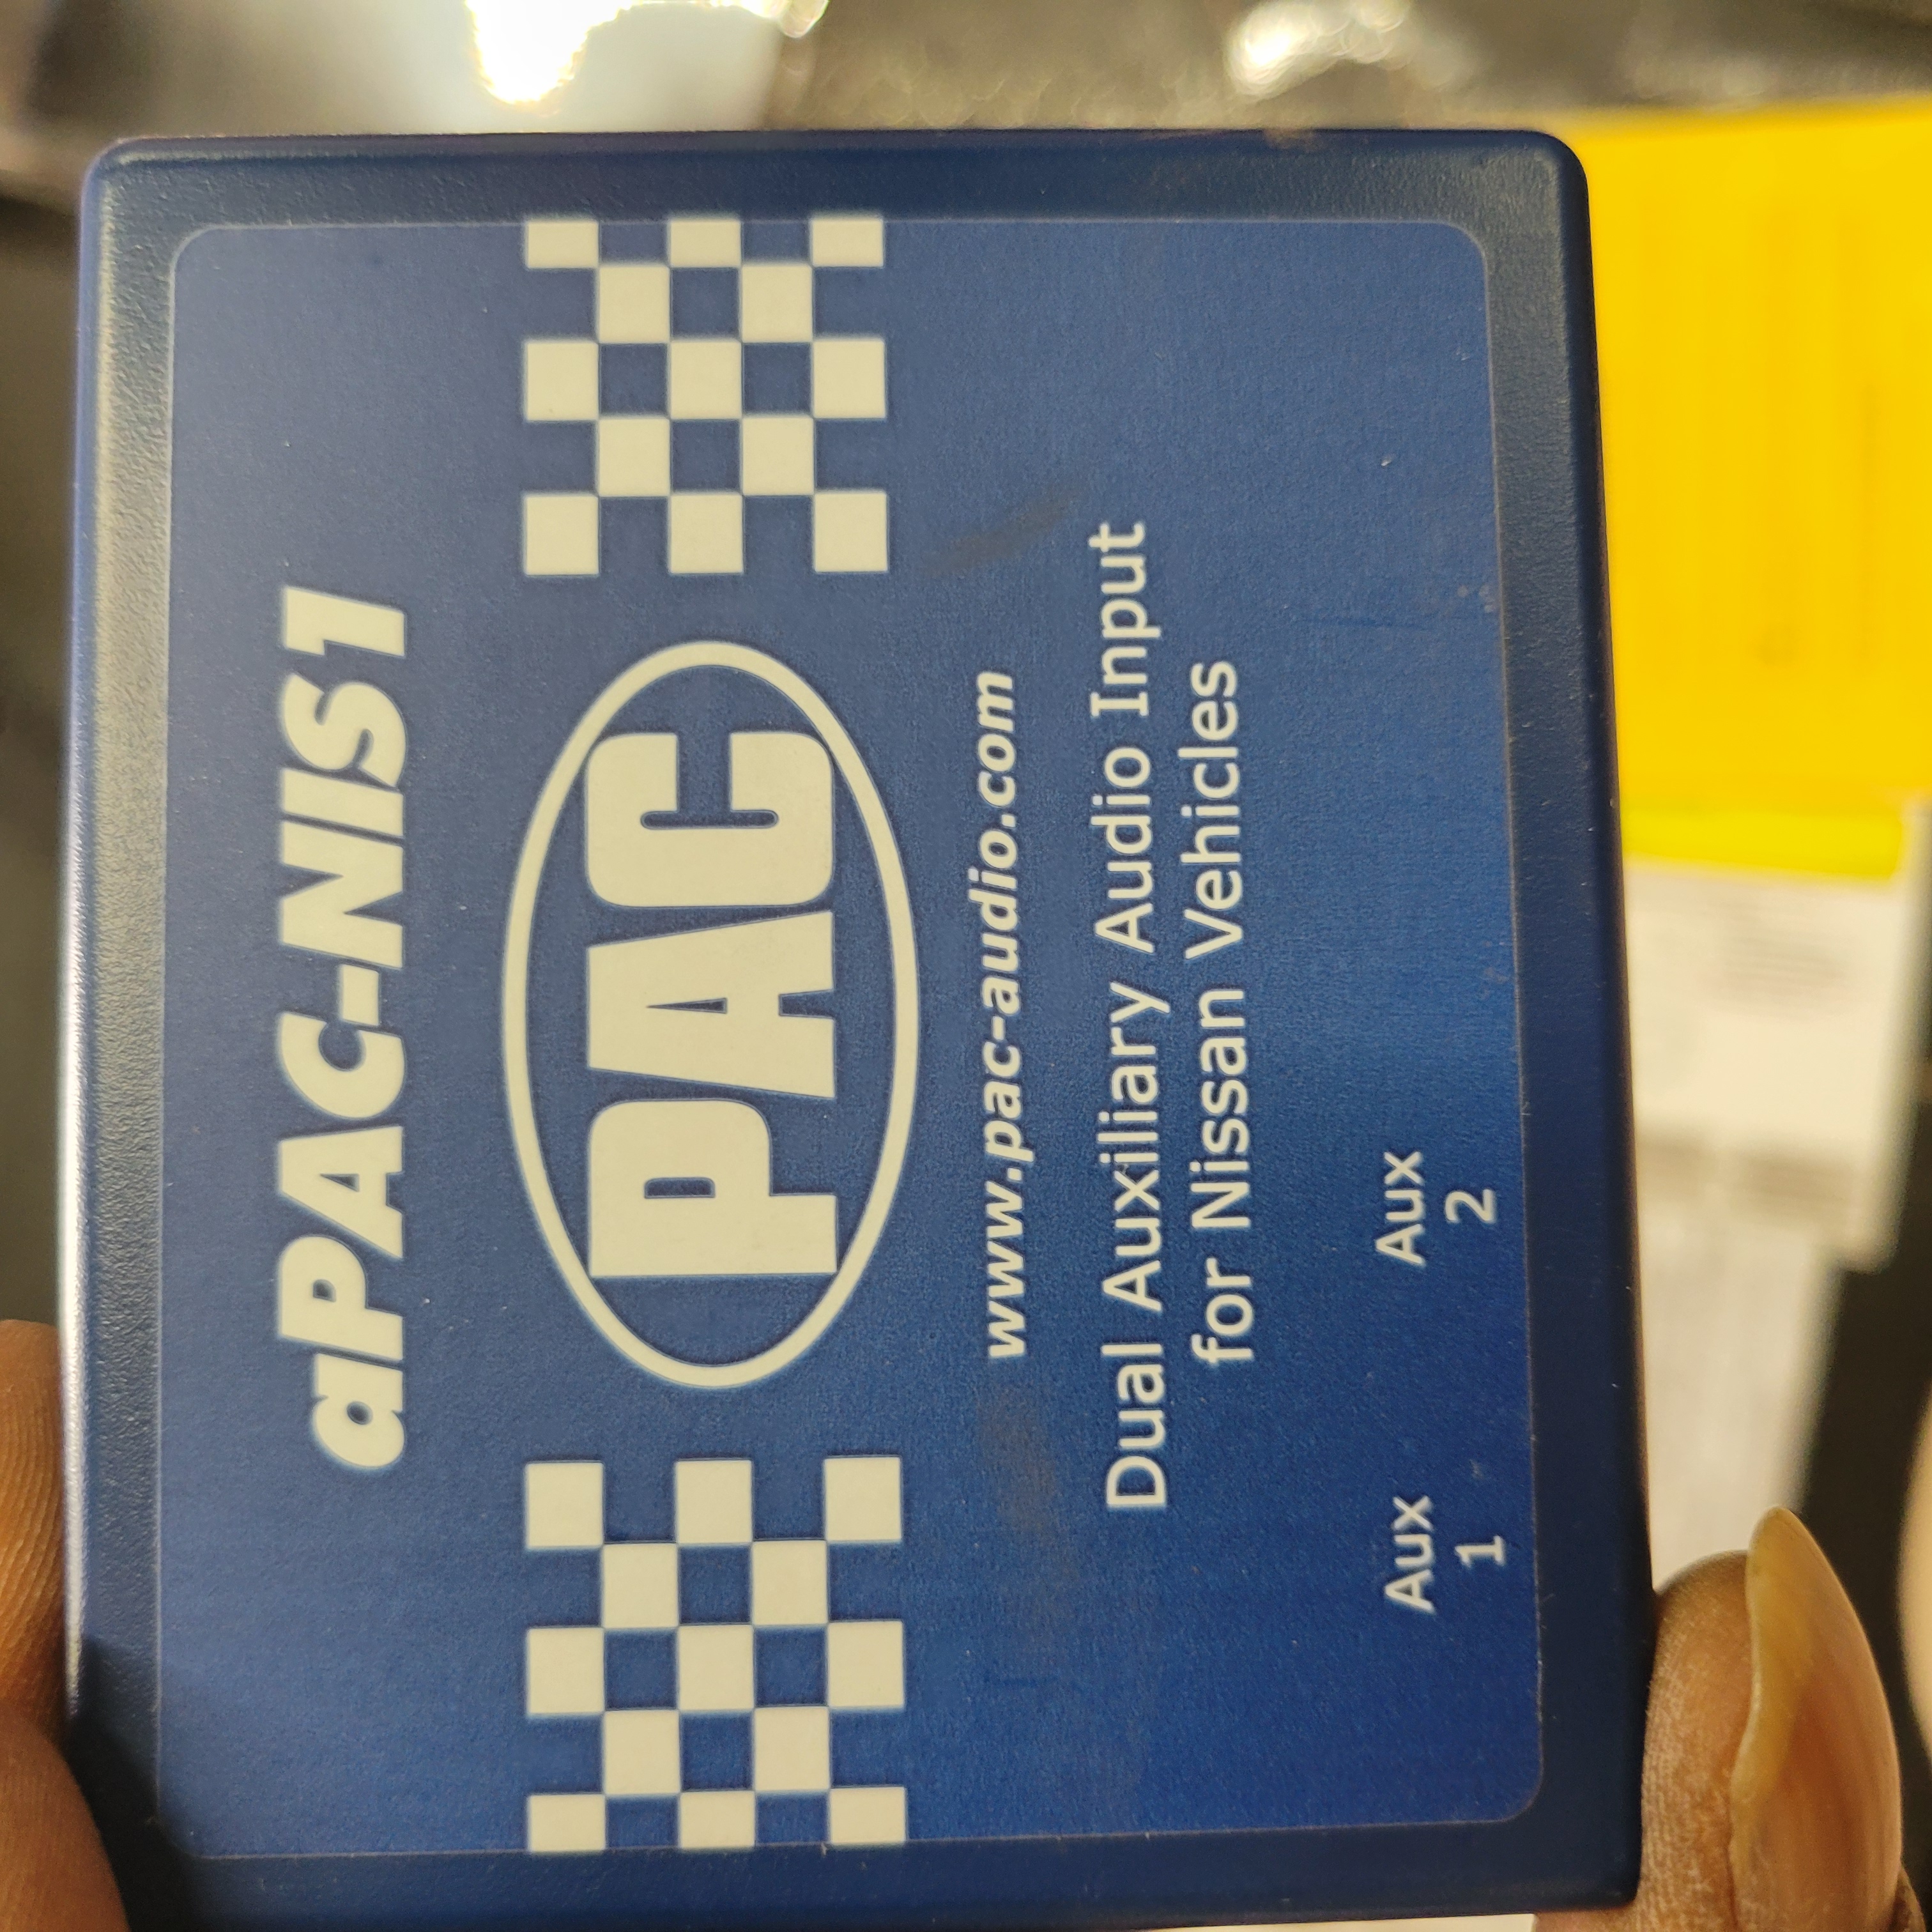 aPAC-NIS1
PAC
www.pac-audio.com
Dual Auxiliary Audio Input
for Nissan Vehicles
Aux
1
Aux
2